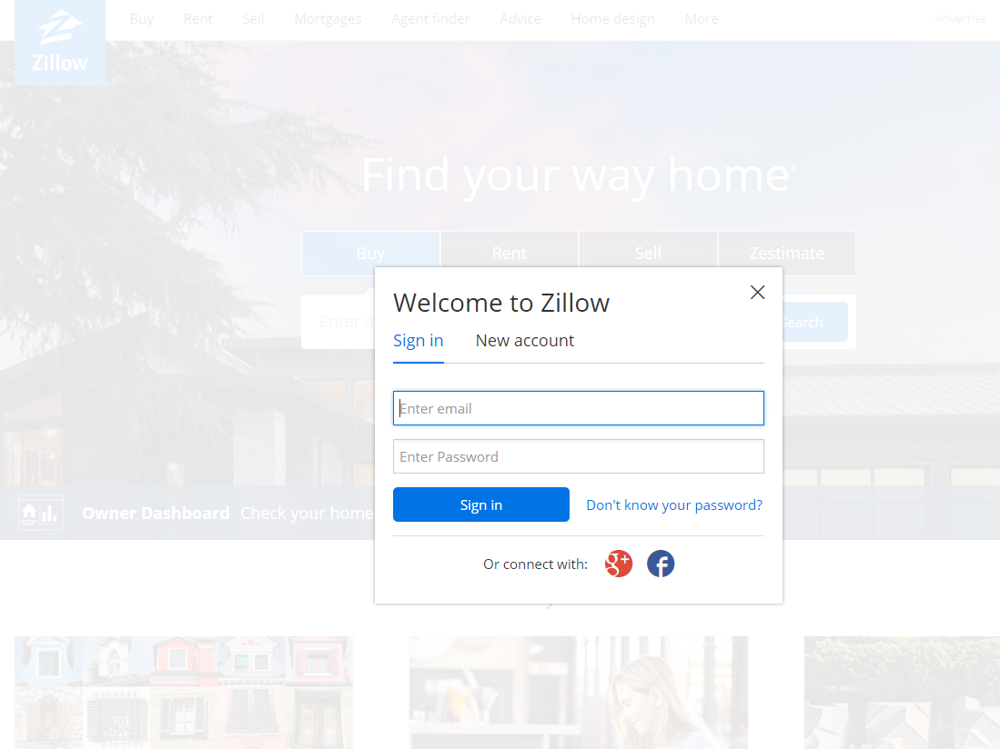 Buy Rent Sell Mortgages Agent finder Advice Home design More Advertise
Zillow
Find your way home
Buy Rent Sell Zestimate
Enter a
Search
Welcome to Zillow
Sign in New account
Enter email
Enter Password
Sign in Don't know your password?
Owner Dashboard Check your home
Or connect with:
g+ f